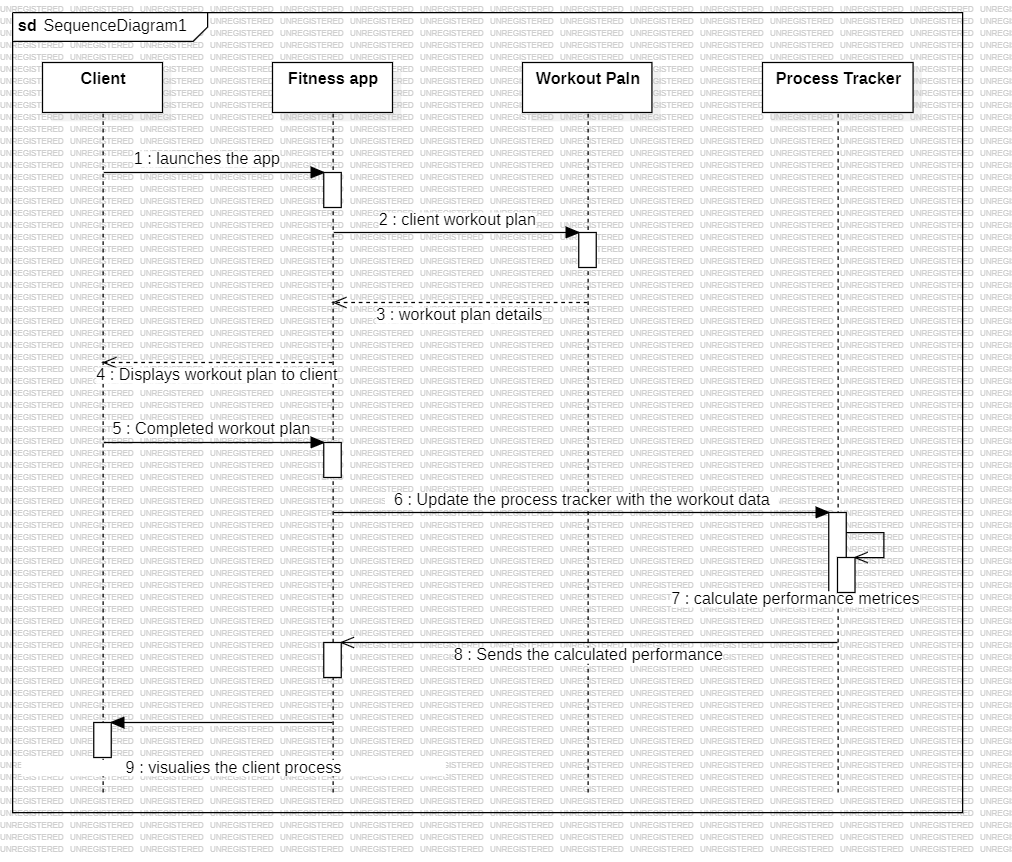 sd SequenceDiagram1
Client
Fitness app
Workout Paln
Process Tracker
1 : launches the app
2 : client workout plan
3 : workout plan details
4 : Displays workout plan to client
5 : Completed workout plan
6 : Update the process tracker with the workout data
7 : calculate performance metrices
8 : Sends the calculated performance
9 : visualies the client process
UNREGISTERED